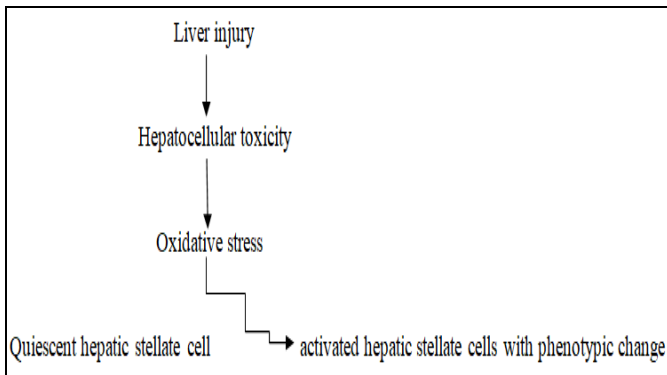 Liver injury
Hepatocellular toxicity
Oxidative stress
Quiescent hepatic stellate cell activated hepatic stellate cells with phenotypic change